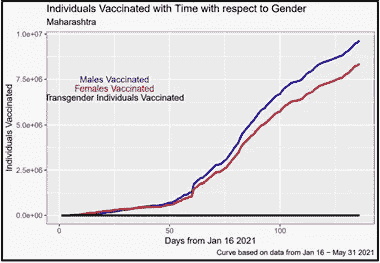 Individuals Vaccinated with Time with respect to Gender
Maharashtra
1.0e+07
7.5e+06
5.0e+06
2.5e+06
0.0e+00
Individuals Vaccinated
Males Vaccinated
Females Vaccinated
Transgender Individuals Vaccinated
0
50
100
Days from Jan 16 2021
Curve based on data from Jan 16 − May 31 2021